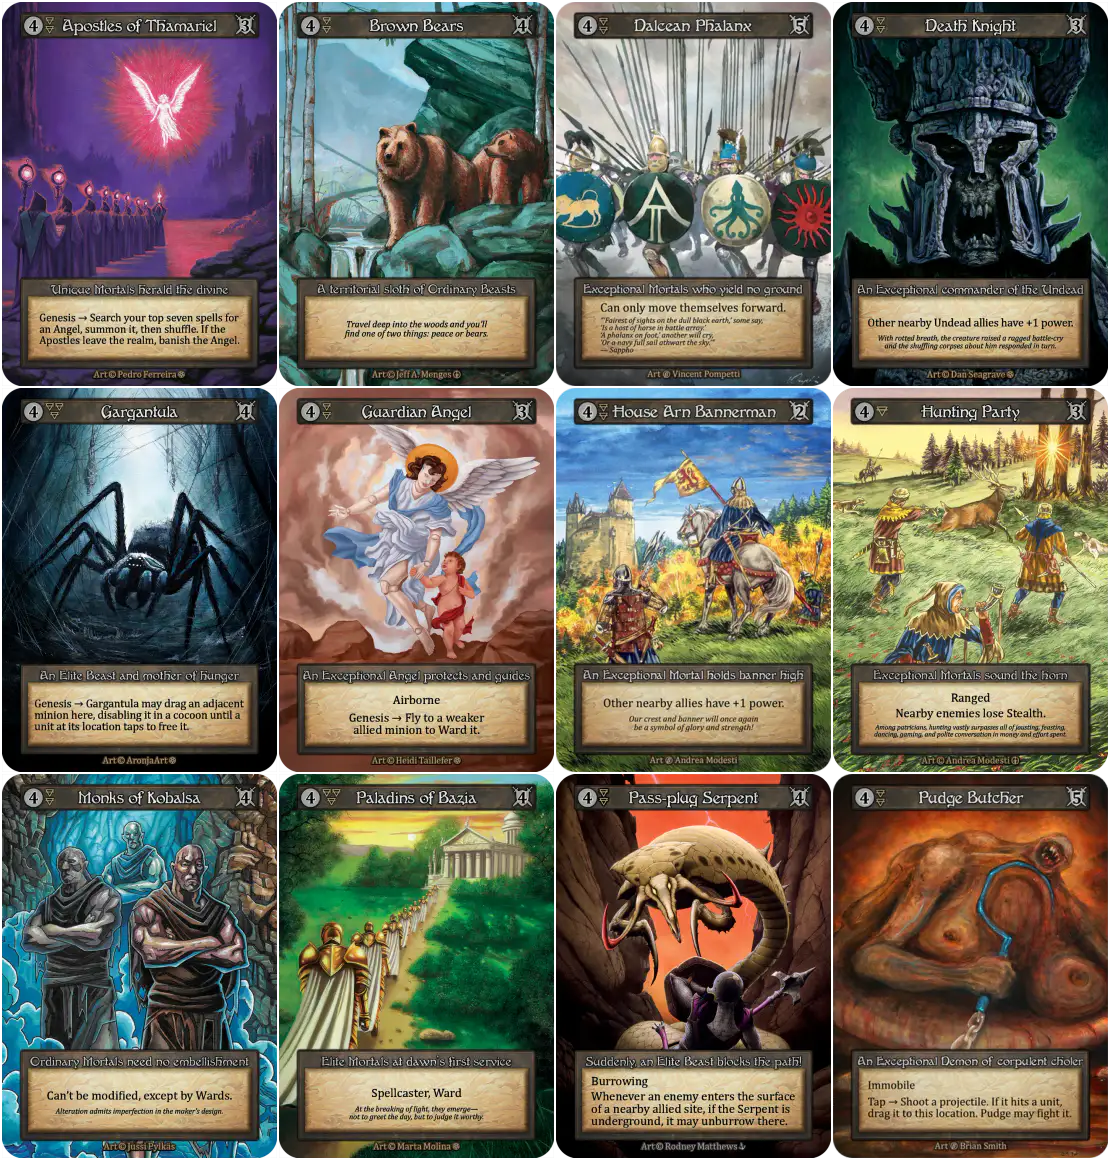 4 Apostles of Thamariel 3
Unique Mortals herald the divine
Genesis → Search your top seven spells for
an Angel, summon it, then shuffle. If the
Apostles leave the realm, banish the Angel.
Art © Pedro Ferreira
4 Brown Bears 4
A territorial sloth of Ordinary Beasts
Travel deep into the woods and you'll
find one of two things: peace or bears.
Art © Jeff A. Menges
4 Dalcean Phalanx 5
Exceptional Mortals who yield no ground
Can only move themselves forward.
"'Fairest of sights on the dull black earth,' some say,
'Is a host of horse in battle array.'
'A phalanx on foot,' another will cry,
'Or a navy full sail athwart the sky.'"
— Sappho
Art Vincent Pompetti
4 Death Knight 3
An Exceptional commander of the Undead
Other nearby Undead allies have +1 power.
With rotted breath, the creature raised a ragged battle-cry
and the shuffling corpses about him responded in turn.
Art © Dan Seagrave
4 Gargantula 4
An Elite Beast and mother of hunger
Genesis → Gargantula may drag an adjacent
minion here, disabling it in a cocoon until a
unit at its location taps to free it.
Art © AronjaArt
4 Guardian Angel 3
An Exceptional Angel protects and guides
Airborne
Genesis → Fly to a weaker
allied minion to Ward it.
Art © Heidi Taillefer
4 House Arn Bannerman 2
An Exceptional Mortal holds banner high
Other nearby allies have +1 power.
Our crest and banner will once again
be a symbol of glory and strength!
Art Andrea Modesti
4 Hunting Party 3
Exceptional Mortals sound the horn
Ranged
Nearby enemies lose Stealth.
Among patricians, hunting vastly surpasses all of jousting, feasting,
dancing, gaming, and polite conversation in money and effort spent.
Art © Andrea Modesti
4 Monks of Kobalsa 4
Ordinary Mortals need no embellishment
Can't be modified, except by Wards.
Alteration admits imperfection in the maker's design.
Art © Jussi Pylkäs
4 Paladins of Bazia 4
Elite Mortals at dawn's first service
Spellcaster, Ward
At the breaking of light, they emerge—
not to greet the day, but to judge it worthy.
Art © Marta Molina
4 Pass-plug Serpent 4
Suddenly an Elite Beast blocks the path!
Burrowing
Whenever an enemy enters the surface
of a nearby allied site, if the Serpent is
underground, it may unburrow there.
Art © Rodney Matthews
4 Pudge Butcher 5
An Exceptional Demon of corpulent choler
Immobile
Tap → Shoot a projectile. If it hits a unit,
drag it to this location. Pudge may fight it.
Art Brian Smith